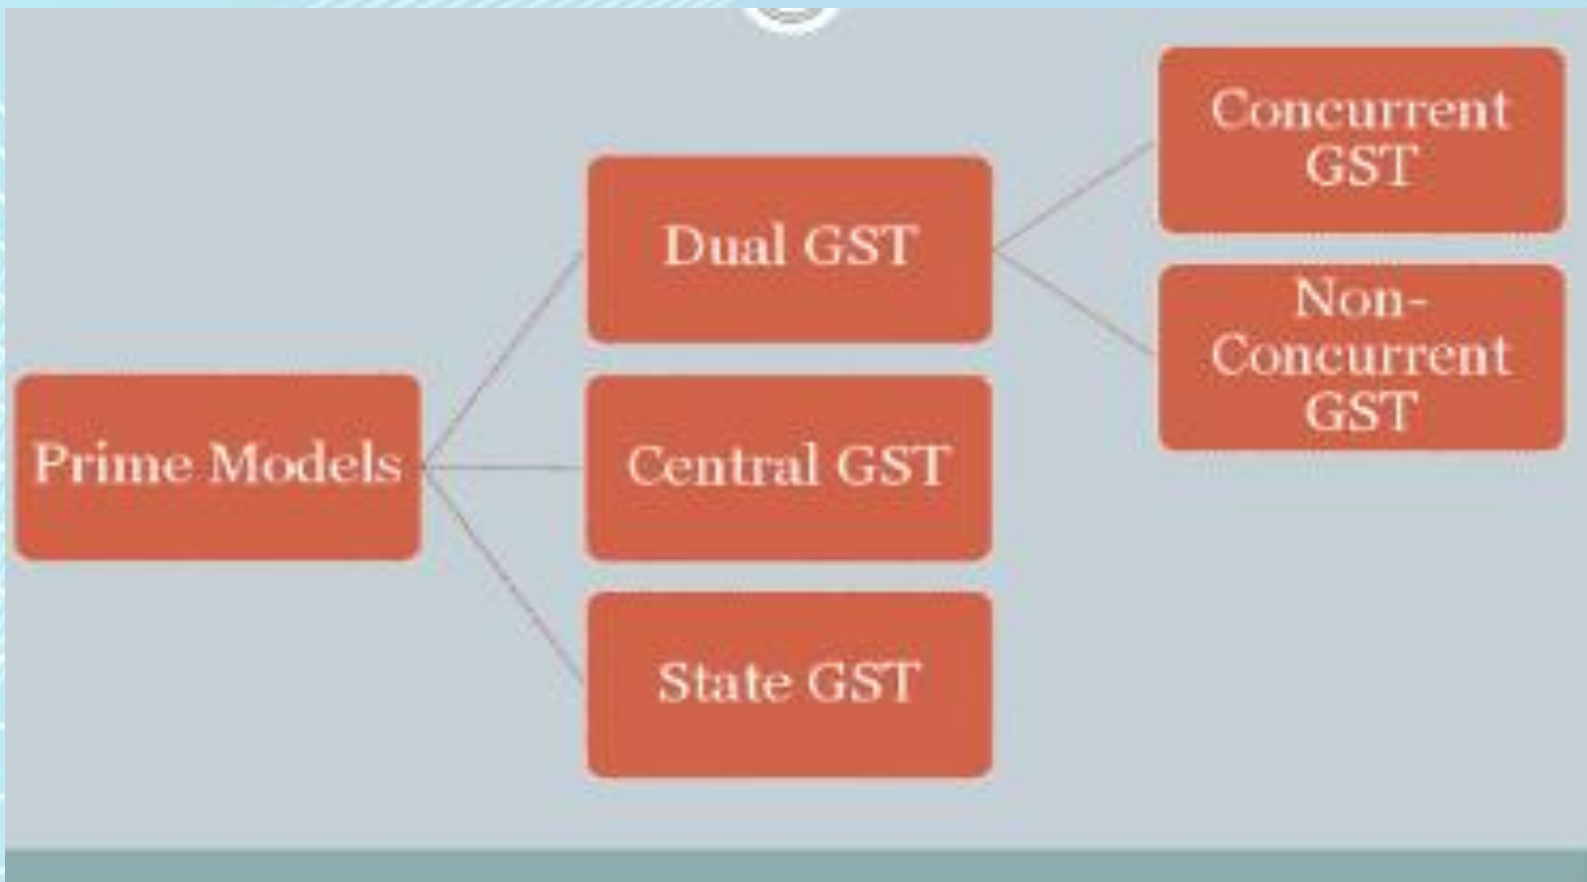 Prime Models
Dual GST
Central GST
State GST
Concurrent
GST
Non-
Concurrent
GST